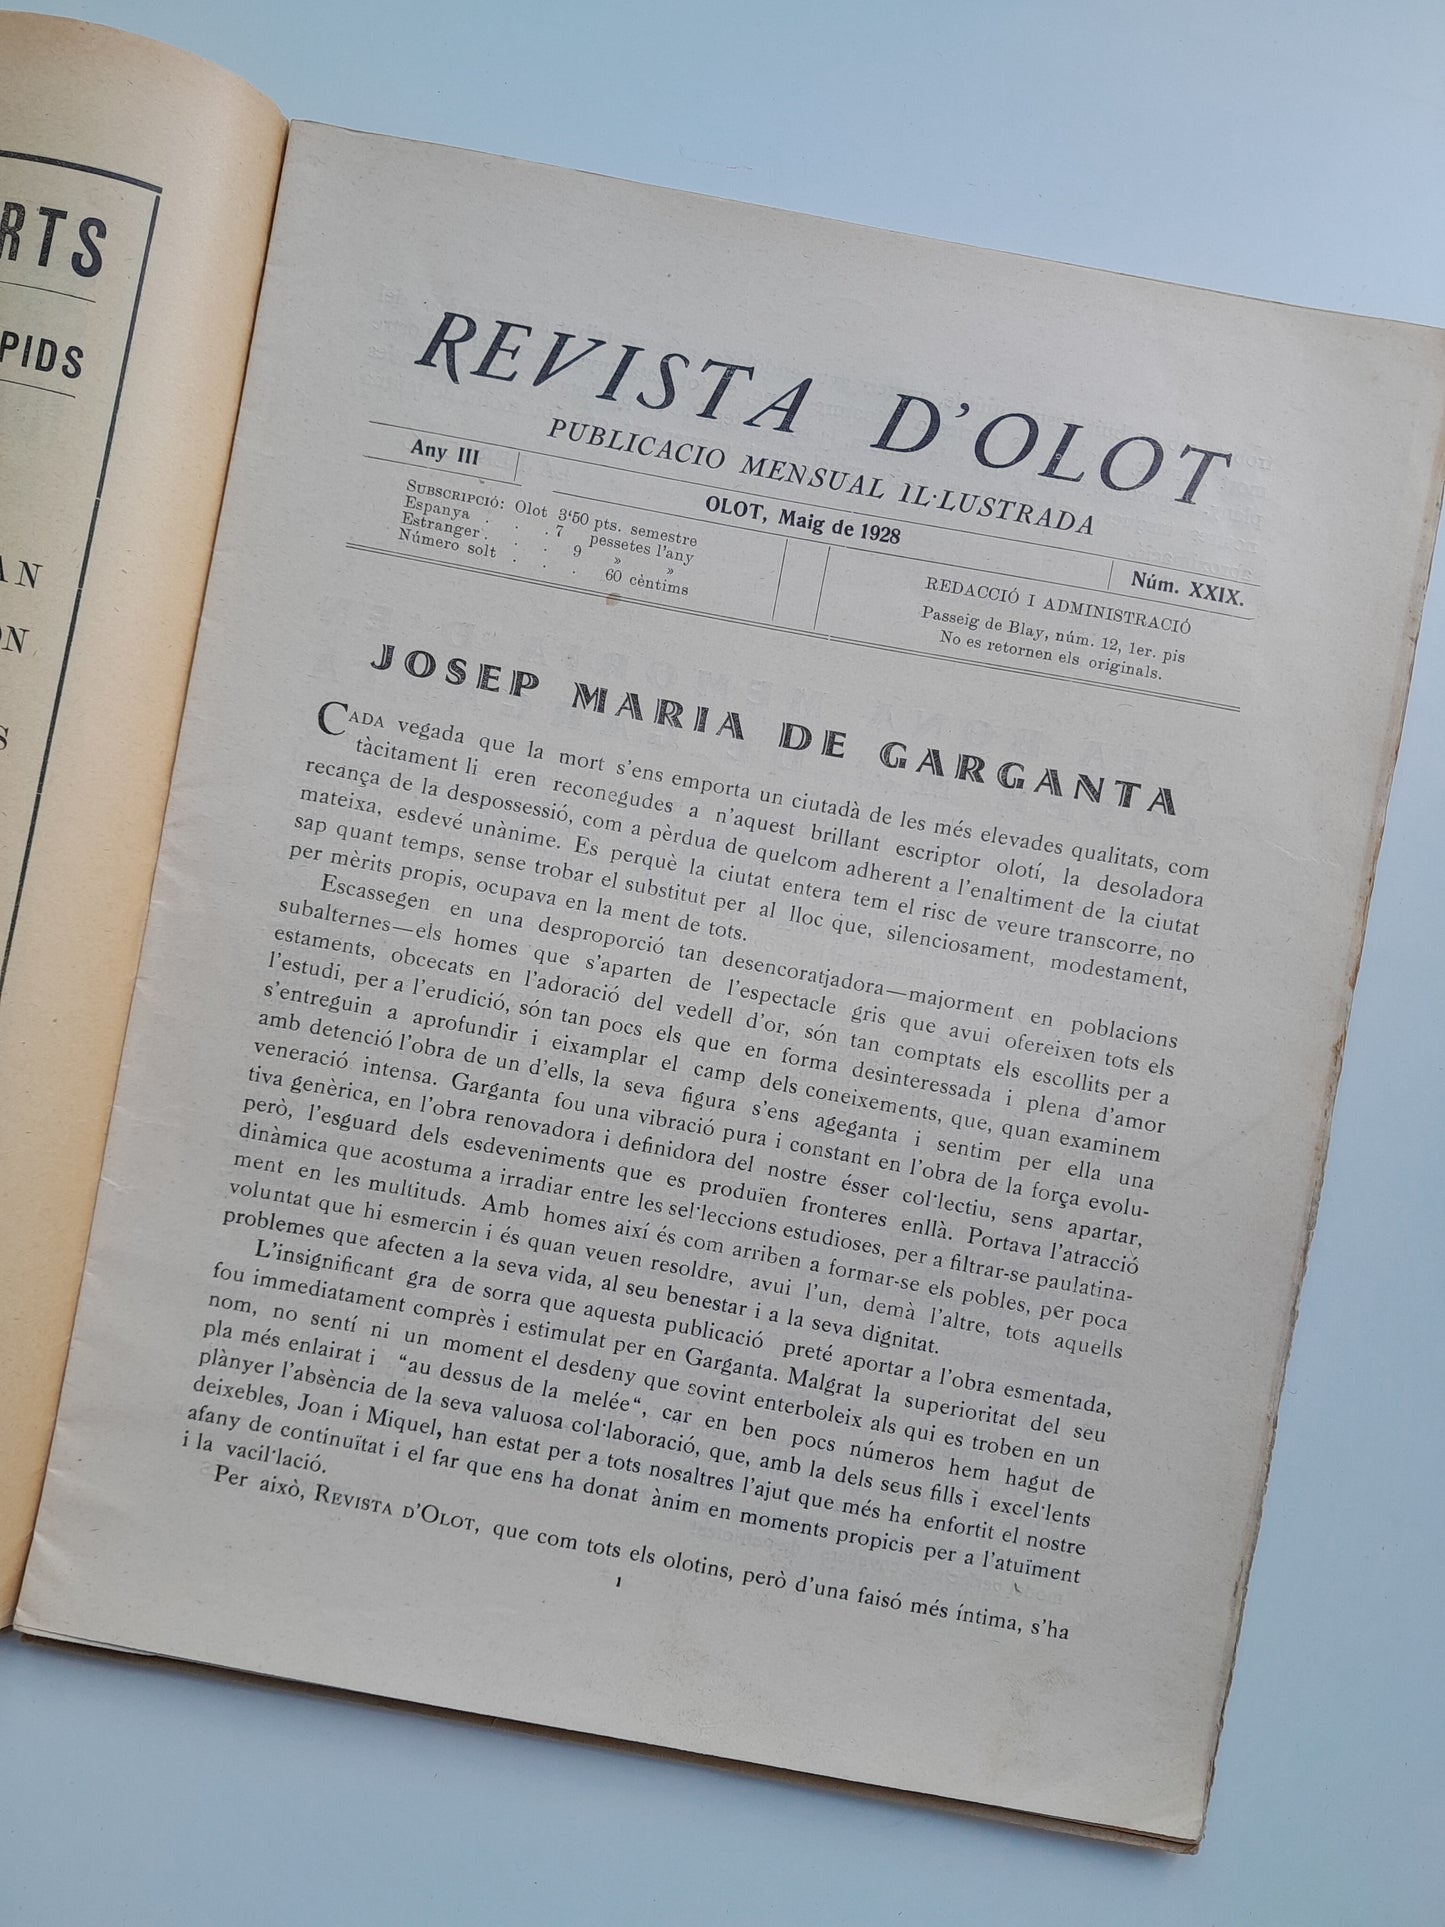 RTS
PIDS
AN
ON
S
REVISTA D'OLOT
PUBLICACIO MENSUAL IL·LUSTRADA
Any III
OLOT, Maig de 1928
Núm. XXIX.
SUBSCRIPCIÓ: Olot 3'50 pts. semestre
Espanya . . . 7 pessetes l'any
Estranger . . . 9 » »
Número solt . . . 60 cèntims
REDACCIÓ I ADMINISTRACIÓ
Passeig de Blay, núm. 12, 1er. pis
No es retornen els originals.
JOSEP MARIA DE GARGANTA
CADA vegada que la mort s'ens emporta un ciutadà de les més elevades qualitats, com
tàcitament li eren reconegudes a n'aquest brillant escriptor olotí, la desoladora
recança de la despossessió, com a pèrdua de quelcom adherent a l'enaltiment de la ciutat
mateixa, esdevé unànime. Es perquè la ciutat entera tem el risc de veure transcorre, no
sap quant temps, sense trobar el substitut per al lloc que, silenciosament, modestament,
per mèrits propis, ocupava en la ment de tots.
Escassegen en una desproporció tan desencoratjadora—majorment en poblacions
subalternes—els homes que s'aparten de l'espectacle gris que avui ofereixen tots els
estaments, obcecats en l'adoració del vedell d'or, són tan comptats els escollits per a
l'estudi, per a l'erudició, són tan pocs els que en forma desinteressada i plena d'amor
s'entreguin a aprofundir i eixamplar el camp dels coneixements, que, quan examinem
amb detenció l'obra de un d'ells, la seva figura s'ens ageganta i sentim per ella una
veneració intensa. Garganta fou una vibració pura i constant en l'obra de la força evolu-
tiva genèrica, en l'obra renovadora i definidora del nostre ésser col·lectiu, sens apartar,
però, l'esguard dels esdeveniments que es produïen fronteres enllà. Portava l'atracció
dinàmica que acostuma a irradiar entre les sel·leccions estudioses, per a filtrar-se paulatina-
ment en les multituds. Amb homes així és com arriben a formar-se els pobles, per poca
voluntat que hi esmercin i és quan veuen resoldre, avui l'un, demà l'altre, tots aquells
problemes que afecten a la seva vida, al seu benestar i a la seva dignitat.
L'insignificant gra de sorra que aquesta publicació preté aportar a l'obra esmentada,
fou immediatament comprès i estimulat per en Garganta. Malgrat la superioritat del seu
nom, no sentí ni un moment el desdeny que sovint enterboleix als qui es troben en un
pla més enlairat i “au dessus de la melée“, car en ben pocs números hem hagut de
plànyer l'absència de la seva valuosa col·laboració, que, amb la dels seus fills i excel·lents
deixebles, Joan i Miquel, han estat per a tots nosaltres l'ajut que més ha enfortit el nostre
afany de continuïtat i el far que ens ha donat ànim en moments propicis per a l'atuïment
i la vacil·lació.
Per això, REVISTA D'OLOT, que com tots els olotins, però d'una faisó més íntima, s'ha
1